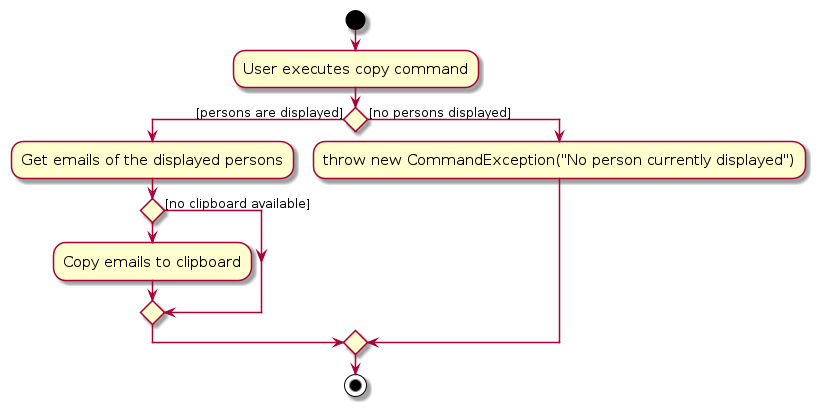 User executes copy command
[persons are displayed]
[no persons displayed]
Get emails of the displayed persons
throw new CommandException("No person currently displayed")
[no clipboard available]
Copy emails to clipboard